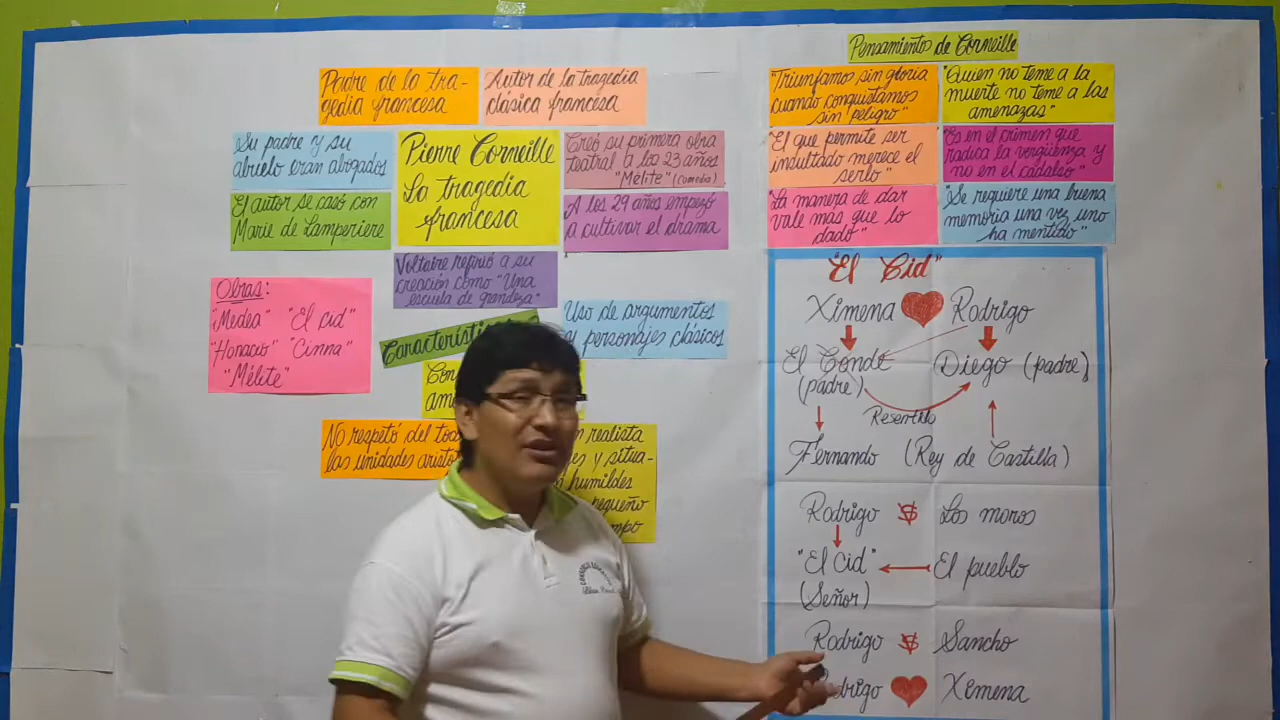 Pensamiento de Corneille
Padre de la tra-
gedia francesa
Autor de la tragedia
clásica francesa
Su padre y su
abuelo eran abogados
Pierre Corneille
La tragedia
francesa
Creó su primera obra
teatral a los 23 años
"Mélite" (comedia)
El autor se casó con
Marie de Lamperiere
A los 29 años empezó
a cultivar el drama
Voltaire refirió a su
creación como "Una
escuela de grandeza"
Obras:
"Medea" "El cid"
"Horacio" "Cinna"
"Mélite"
Uso de argumentos
y personajes clásicos
No respetó del
las unidades
realista
y situa-
humildes
pequeño
"Triunfamos sin gloria
cuando conquistamos
sin peligro"
"Quien no teme a la
muerte no teme a las
amenazas"
"El que permite ser
insultado merece el
serlo"
"Es en el crimen que
radica la vergüenza y
no en el cadalso"
"La manera de dar
vale mas que lo
dado"
"Se requiere una buena
memoria una vez uno
ha mentido"
"El Cid"
Ximena Rodrigo
El Conde Diego (padre)
(padre)
Fernando (Rey de Castilla)
Rodrigo VS Los moros
"El Cid" El pueblo
(Señor)
Rodrigo VS Sancho
Ximena